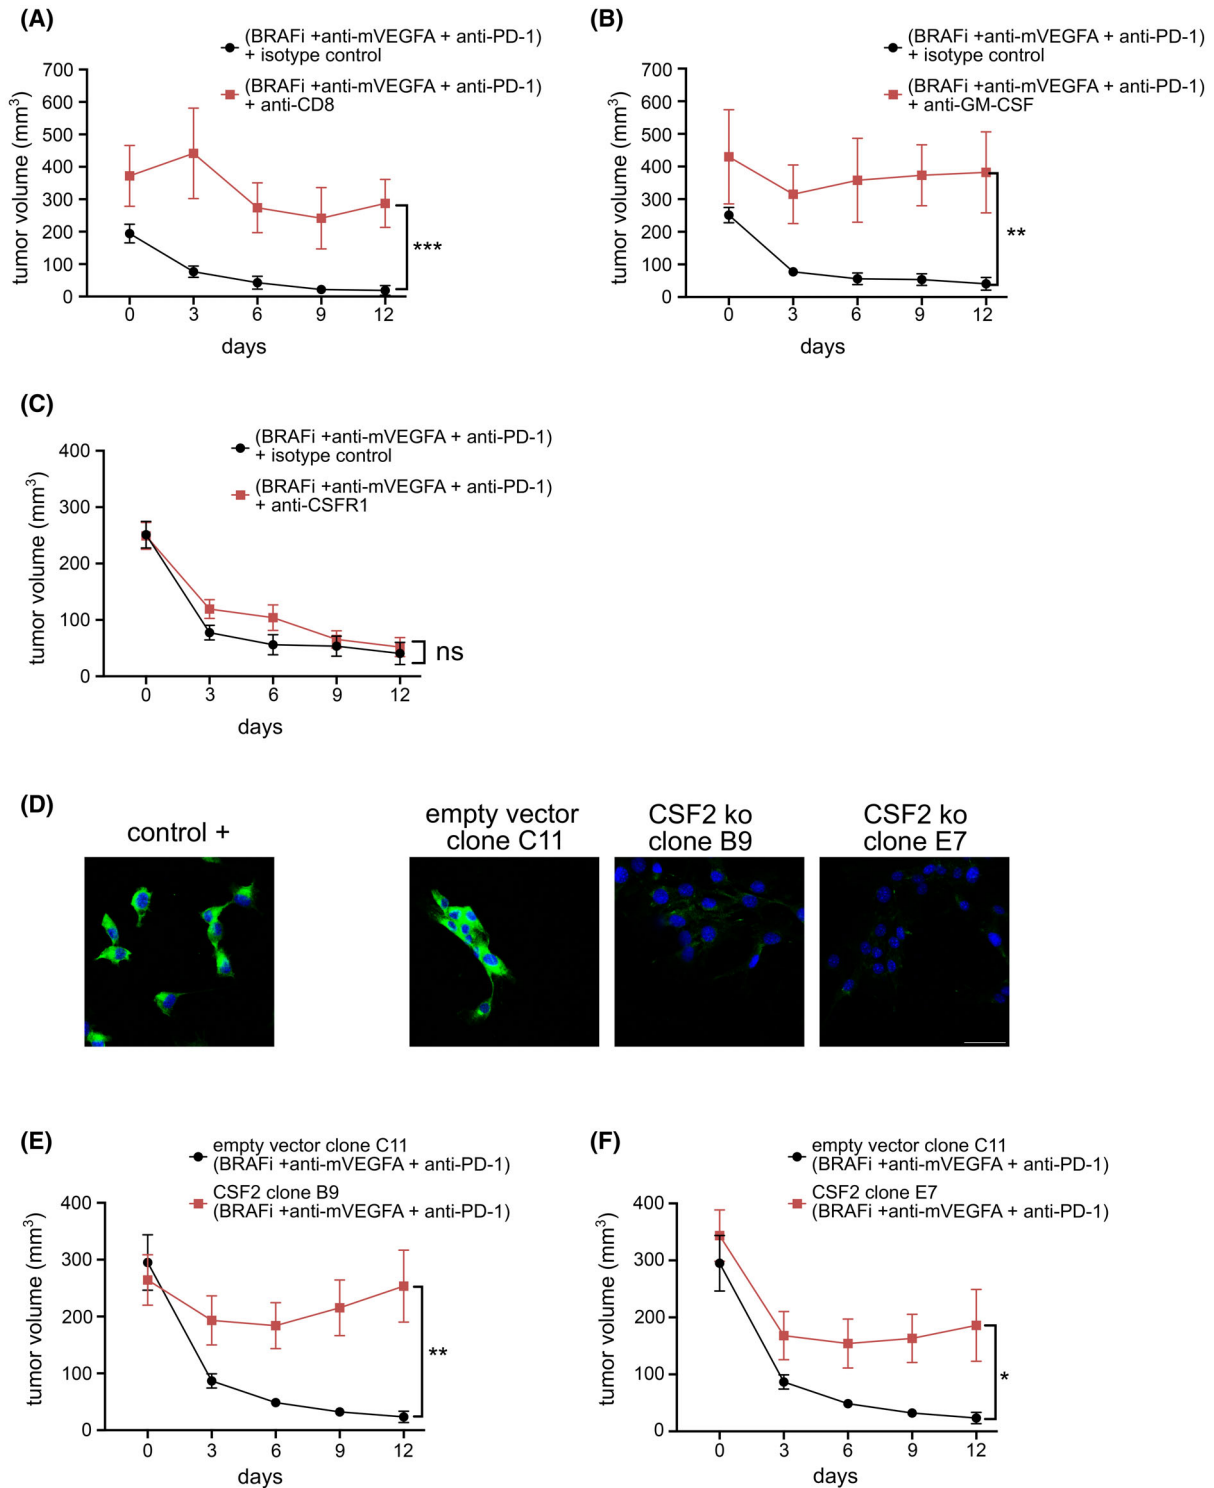 (A)
(BRAFi +anti-mVEGFA + anti-PD-1)
+ isotype control
(BRAFi +anti-mVEGFA + anti-PD-1)
+ anti-CD8
tumor volume (mm³)
700
600
500
400
300
200
100
0
0 3 6 9 12
days
***
(B)
(BRAFi +anti-mVEGFA + anti-PD-1)
+ isotype control
(BRAFi +anti-mVEGFA + anti-PD-1)
+ anti-GM-CSF
tumor volume (mm³)
700
600
500
400
300
200
100
0
0 3 6 9 12
days
**
(C)
(BRAFi +anti-mVEGFA + anti-PD-1)
+ isotype control
(BRAFi +anti-mVEGFA + anti-PD-1)
+ anti-CSFR1
tumor volume (mm³)
400
300
200
100
0
0 3 6 9 12
days
ns
(D)
control +
empty vector
clone C11
CSF2 ko
clone B9
CSF2 ko
clone E7
(E)
empty vector clone C11
(BRAFi +anti-mVEGFA + anti-PD-1)
CSF2 clone B9
(BRAFi +anti-mVEGFA + anti-PD-1)
tumor volume (mm³)
400
300
200
100
0
0 3 6 9 12
days
**
(F)
empty vector clone C11
(BRAFi +anti-mVEGFA + anti-PD-1)
CSF2 clone E7
(BRAFi +anti-mVEGFA + anti-PD-1)
tumor volume (mm³)
400
300
200
100
0
0 3 6 9 12
days
*